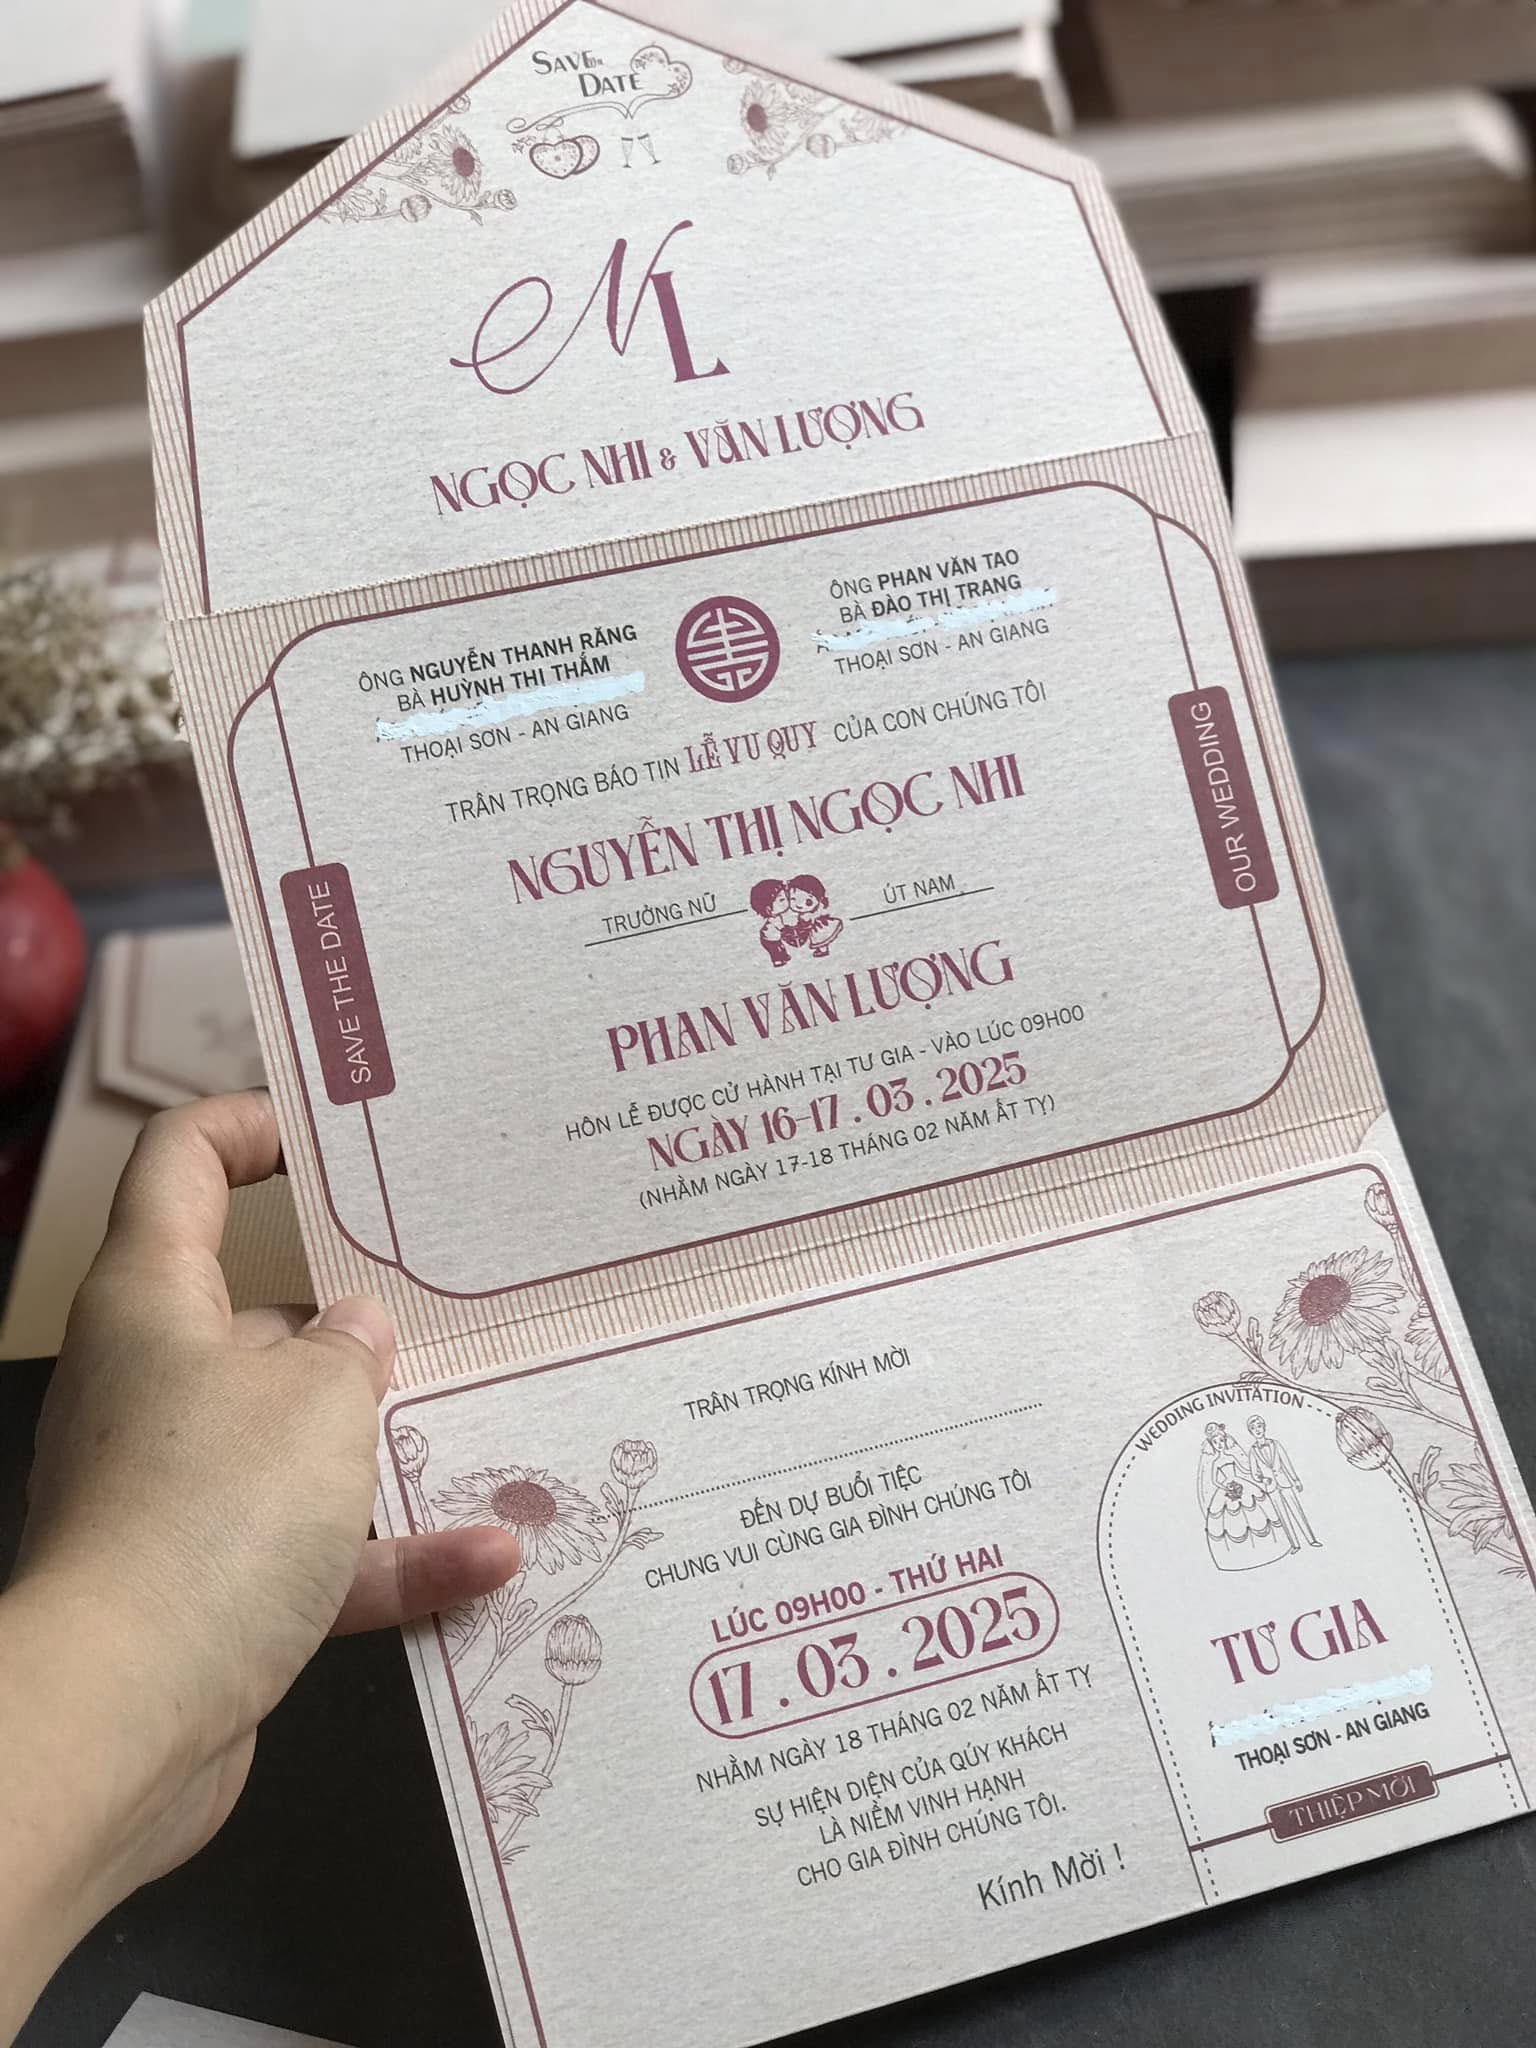 SAVE THE
DATE
NL
NGỌC NHI & VĂN LƯỢNG
ÔNG NGUYỄN THANH RĂNG
BÀ HUỲNH THỊ THẮM
THOẠI SƠN - AN GIANG
ÔNG PHAN VĂN TAO
BÀ ĐÀO THỊ TRANG
THOẠI SƠN - AN GIANG
TRÂN TRỌNG BÁO TIN LỄ VU QUY CỦA CON CHÚNG TÔI
NGUYỄN THỊ NGỌC NHI
TRƯỞNG NỮ
ÚT NAM
PHAN VĂN LƯỢNG
HÔN LỄ ĐƯỢC CỬ HÀNH TẠI TƯ GIA - VÀO LÚC 09H00
NGÀY 16-17 . 03 . 2025
(NHẰM NGÀY 17-18 THÁNG 02 NĂM ẤT TỴ)
SAVE THE DATE
OUR WEDDING
TRÂN TRỌNG KÍNH MỜI
ĐẾN DỰ BUỔI TIỆC
CHUNG VUI CÙNG GIA ĐÌNH CHÚNG TÔI
LÚC 09H00 - THỨ HAI
17 . 03 . 2025
NHẰM NGÀY 18 THÁNG 02 NĂM ẤT TỴ
SỰ HIỆN DIỆN CỦA QÚY KHÁCH
LÀ NIỀM VINH HẠNH
CHO GIA ĐÌNH CHÚNG TÔI.
Kính Mời !
WEDDING INVITATION
TƯ GIA
THOẠI SƠN - AN GIANG
THIỆP MỜI